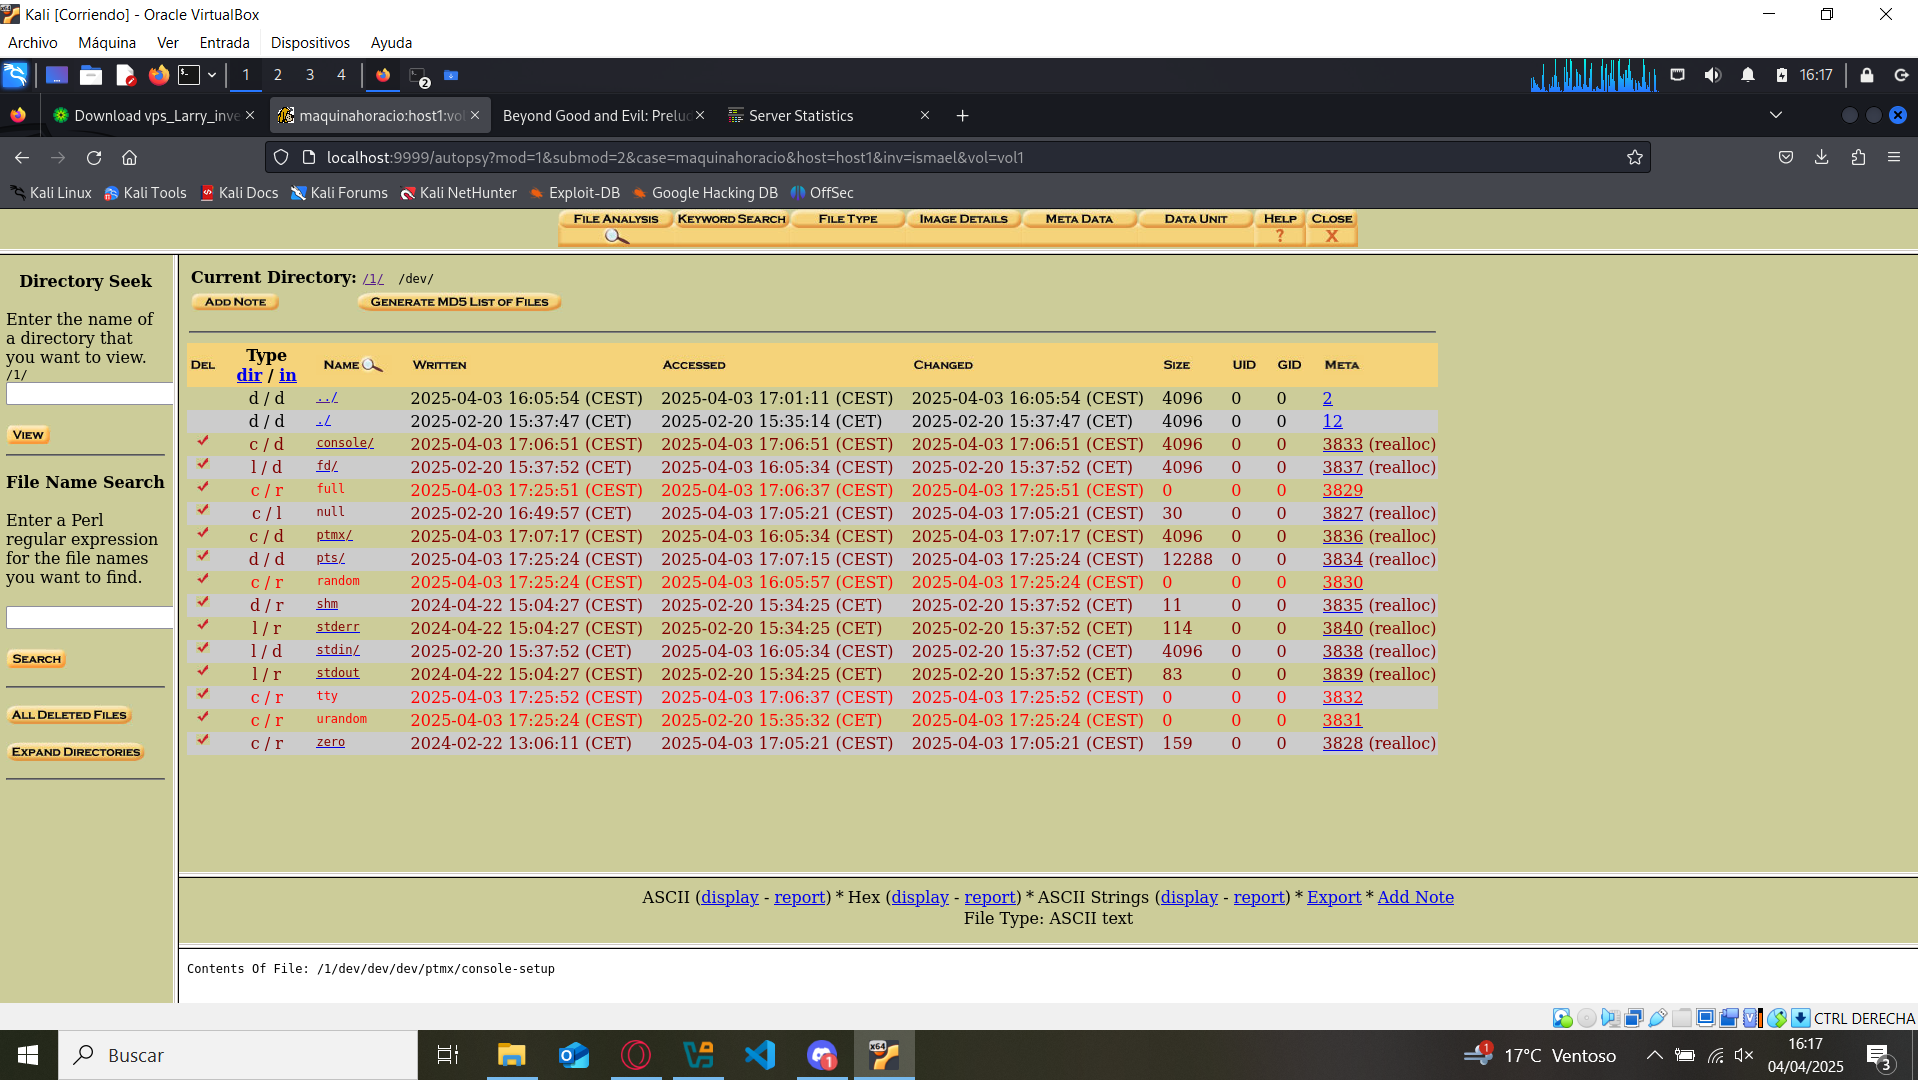 Kali [Corriendo] - Oracle VirtualBox
Archivo Máquina Ver Entrada Dispositivos Ayuda
1 2 3 4 2 16:17
Download vps_Larry_inve maquinahoracio:host1:vol Beyond Good and Evil: Prelud Server Statistics
localhost:9999/autopsy?mod=1&submod=2&case=maquinahoracio&host=host1&inv=ismael&vol=vol1
Kali Linux Kali Tools Kali Docs Kali Forums Kali NetHunter Exploit-DB Google Hacking DB OffSec
FILE ANALYSIS KEYWORD SEARCH FILE TYPE IMAGE DETAILS META DATA DATA UNIT HELP CLOSE
? X
Directory Seek
Enter the name of
a directory that
you want to view.
/1/
VIEW
File Name Search
Enter a Perl
regular expression
for the file names
you want to find.
SEARCH
ALL DELETED FILES
EXPAND DIRECTORIES
Current Directory: /1/ /dev/
ADD NOTE GENERATE MD5 LIST OF FILES
DEL Type dir / in NAME WRITTEN ACCESSED CHANGED SIZE UID GID META
d / d ../ 2025-04-03 16:05:54 (CEST) 2025-04-03 17:01:11 (CEST) 2025-04-03 16:05:54 (CEST) 4096 0 0 2
d / d ./ 2025-02-20 15:37:47 (CET) 2025-02-20 15:35:14 (CET) 2025-02-20 15:37:47 (CET) 4096 0 0 12
c / d console/ 2025-04-03 17:06:51 (CEST) 2025-04-03 17:06:51 (CEST) 2025-04-03 17:06:51 (CEST) 4096 0 0 3833 (realloc)
l / d fd/ 2025-02-20 15:37:52 (CET) 2025-04-03 16:05:34 (CEST) 2025-02-20 15:37:52 (CET) 4096 0 0 3837 (realloc)
c / r full 2025-04-03 17:25:51 (CEST) 2025-04-03 17:06:37 (CEST) 2025-04-03 17:25:51 (CEST) 0 0 0 3829
c / l null 2025-02-20 16:49:57 (CET) 2025-04-03 17:05:21 (CEST) 2025-04-03 17:05:21 (CEST) 30 0 0 3827 (realloc)
c / d ptmx/ 2025-04-03 17:07:17 (CEST) 2025-04-03 16:05:34 (CEST) 2025-04-03 17:07:17 (CEST) 4096 0 0 3836 (realloc)
d / d pts/ 2025-04-03 17:25:24 (CEST) 2025-04-03 17:07:15 (CEST) 2025-04-03 17:25:24 (CEST) 12288 0 0 3834 (realloc)
c / r random 2025-04-03 17:25:24 (CEST) 2025-04-03 16:05:57 (CEST) 2025-04-03 17:25:24 (CEST) 0 0 0 3830
d / r shm 2024-04-22 15:04:27 (CEST) 2025-02-20 15:34:25 (CET) 2025-02-20 15:37:52 (CET) 11 0 0 3835 (realloc)
l / r stderr 2024-04-22 15:04:27 (CEST) 2025-02-20 15:34:25 (CET) 2025-02-20 15:37:52 (CET) 114 0 0 3840 (realloc)
l / d stdin/ 2025-02-20 15:37:52 (CET) 2025-04-03 16:05:34 (CEST) 2025-02-20 15:37:52 (CET) 4096 0 0 3838 (realloc)
l / r stdout 2024-04-22 15:04:27 (CEST) 2025-02-20 15:34:25 (CET) 2025-02-20 15:37:52 (CET) 83 0 0 3839 (realloc)
c / r tty 2025-04-03 17:25:52 (CEST) 2025-04-03 17:06:37 (CEST) 2025-04-03 17:25:52 (CEST) 0 0 0 3832
c / r urandom 2025-04-03 17:25:24 (CEST) 2025-02-20 15:35:32 (CET) 2025-04-03 17:25:24 (CEST) 0 0 0 3831
c / r zero 2024-02-22 13:06:11 (CET) 2025-04-03 17:05:21 (CEST) 2025-04-03 17:05:21 (CEST) 159 0 0 3828 (realloc)
ASCII (display - report) * Hex (display - report) * ASCII Strings (display - report) * Export * Add Note
File Type: ASCII text
Contents Of File: /1/dev/dev/dev/ptmx/console-setup
CTRL DERECHA
Buscar 1 x64 1 17°C Ventoso 16:17
04/04/2025 3